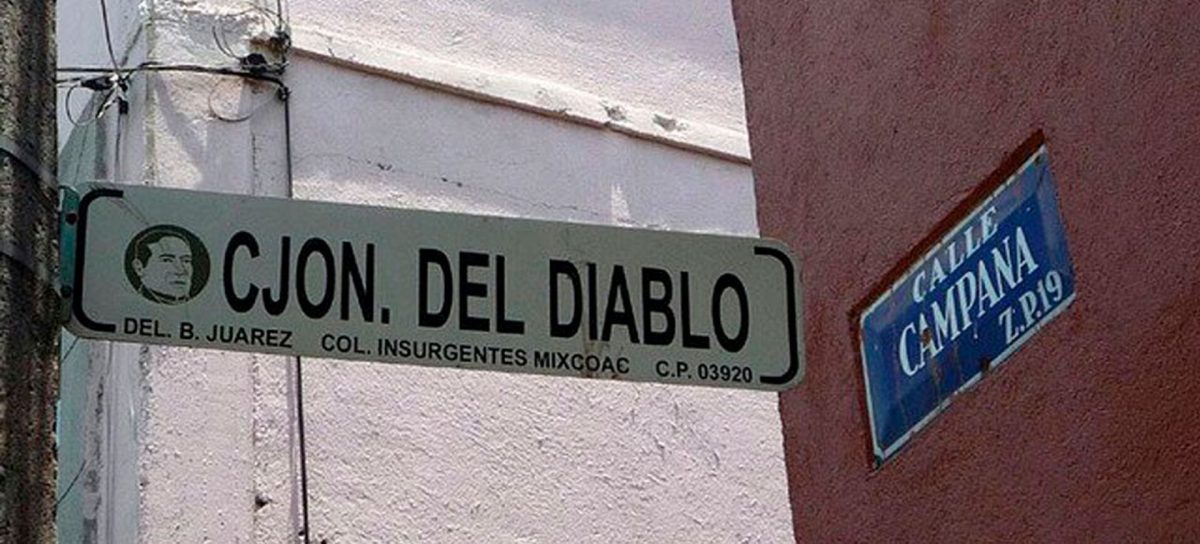 CJON. DEL DIABLO
DEL. B. JUAREZ COL. INSURGENTES MIXCOAC C.P. 03920
CALLE
CAMPANA
Z.P.19